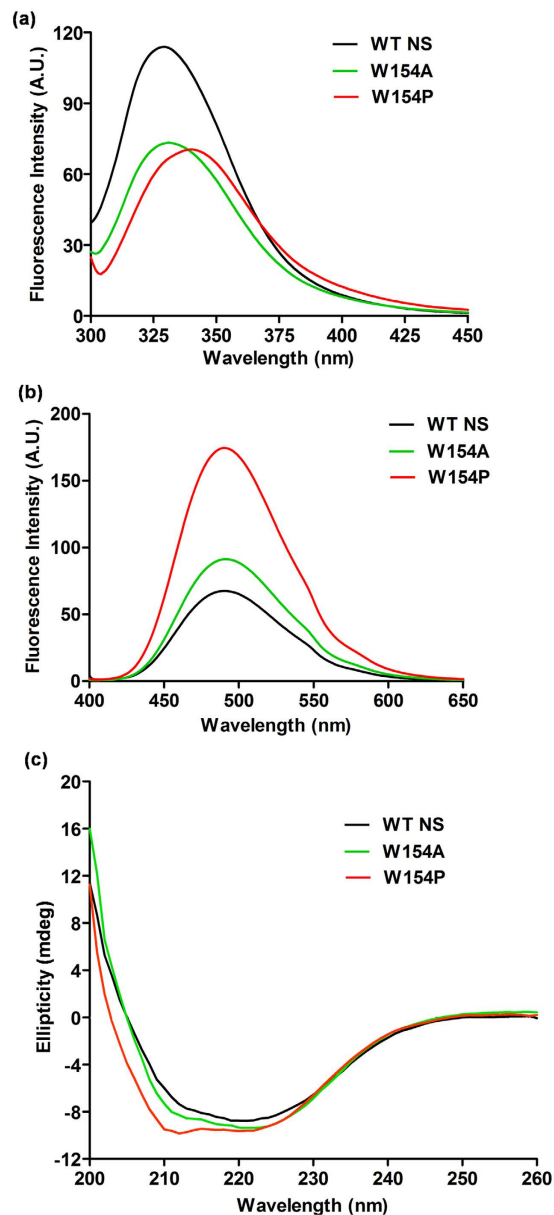 (a)
120
90
60
30
0
Fluorescence Intensity (A.U.)
WT NS
W154A
W154P
300 325 350 375 400 425 450
Wavelength (nm)
(b)
200
150
100
50
0
Fluorescence Intensity (A.U.)
WT NS
W154A
W154P
400 450 490 550 600 650
Wavelength (nm)
(c)
20
16
12
8
4
0
-4
-8
-12
Ellipticity (mdeg)
WT NS
W154A
W154P
200 210 220 230 240 250 260
Wavelength (nm)